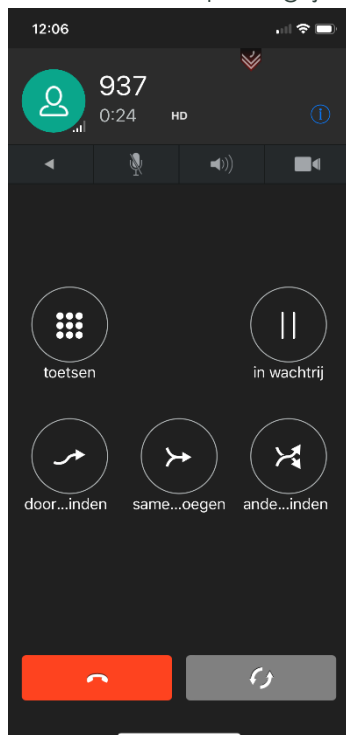 12:06
937
0:24 HD
toetsen
in wachtrij
door...inden
same...oegen
ande...inden